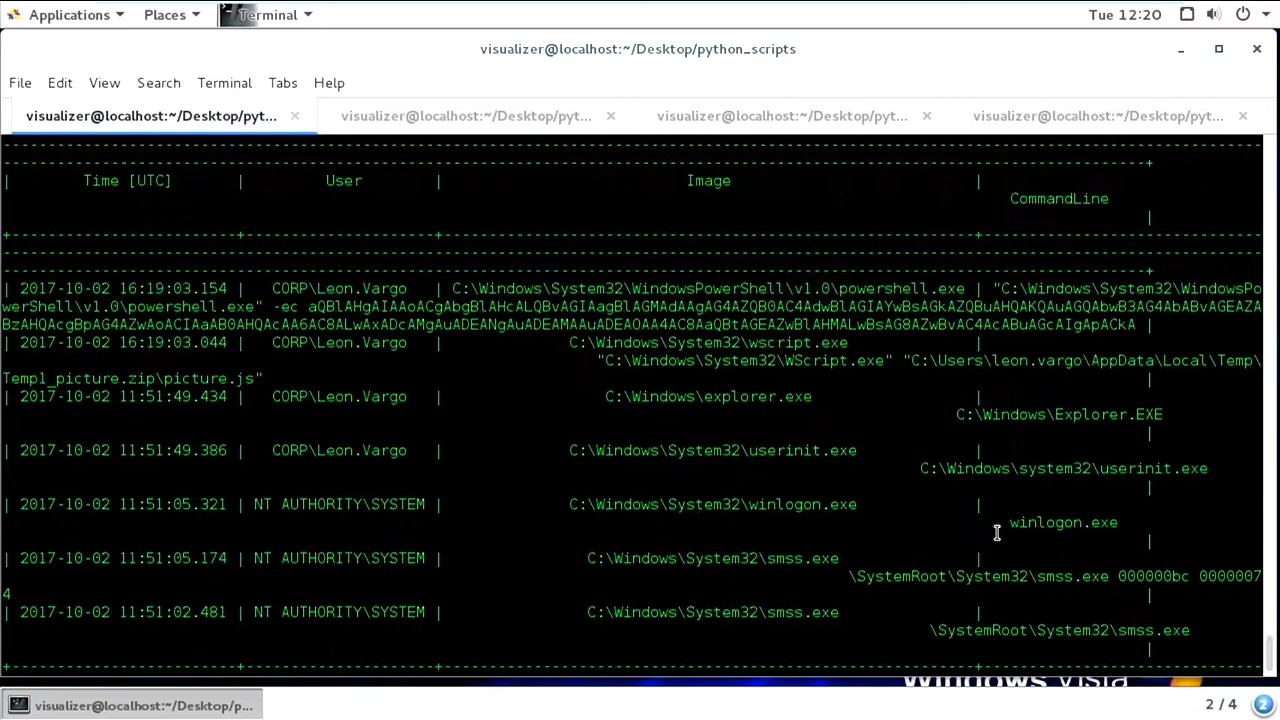 Applications Places Terminal Tue 12:20
visualizer@localhost:~/Desktop/python_scripts
File Edit View Search Terminal Tabs Help
visualizer@localhost:~/Desktop/pyt... visualizer@localhost:~/Desktop/pyt... visualizer@localhost:~/Desktop/pyt... visualizer@localhost:~/Desktop/pyt...
| Time [UTC] | User | Image |
CommandLine
|
| 2017-10-02 16:19:03.154 | CORP\Leon.Vargo | C:\Windows\System32\WindowsPowerShell\v1.0\powershell.exe | "C:\Windows\System32\WindowsPo
werShell\v1.0\powershell.exe" -ec
| 2017-10-02 16:19:03.044 | CORP\Leon.Vargo | C:\Windows\System32\wscript.exe |
"C:\Windows\System32\WScript.exe" "C:\Users\leon.vargo\AppData\Local\Temp\
Temp1_picture.zip\picture.js" |
| 2017-10-02 11:51:49.434 | CORP\Leon.Vargo | C:\Windows\explorer.exe |
C:\Windows\Explorer.EXE
|
| 2017-10-02 11:51:49.386 | CORP\Leon.Vargo | C:\Windows\System32\userinit.exe |
C:\Windows\system32\userinit.exe
|
| 2017-10-02 11:51:05.321 | NT AUTHORITY\SYSTEM | C:\Windows\System32\winlogon.exe |
winlogon.exe
|
| 2017-10-02 11:51:05.174 | NT AUTHORITY\SYSTEM | C:\Windows\System32\smss.exe |
\SystemRoot\System32\smss.exe 000000bc 0000007
4 |
| 2017-10-02 11:51:02.481 | NT AUTHORITY\SYSTEM | C:\Windows\System32\smss.exe |
\SystemRoot\System32\smss.exe
|
Windows Vista
visualizer@localhost:~/Desktop/p... 2 / 4 2